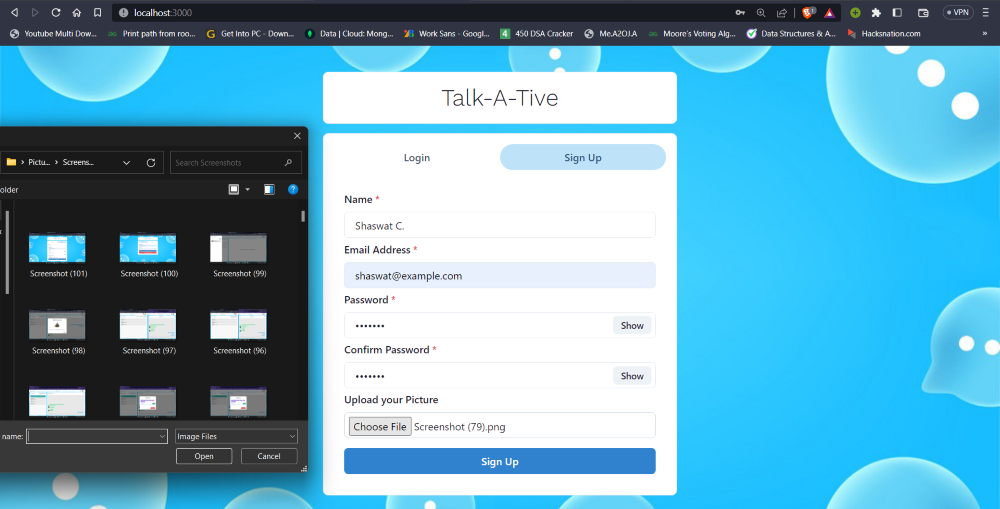 localhost:3000
VPN
Youtube Multi Dow...
Print path from roo...
Get Into PC - Down...
Data | Cloud: Mong...
Work Sans - Googl...
450 DSA Cracker
Me.A2OJ.A
Moore's Voting Alg...
Data Structures & A...
Hacksnation.com
»
Talk-A-Tive
Login
Sign Up
Name *
Shaswat C.
Email Address *
shaswat@example.com
Password *
•••••••
Show
Confirm Password *
•••••••
Show
Upload your Picture
Choose File Screenshot (79).png
Sign Up
Pictu... > Screens...
Search Screenshots
older
Screenshot (101)
Screenshot (100)
Screenshot (99)
Screenshot (98)
Screenshot (97)
Screenshot (96)
name:
Image Files
Open
Cancel